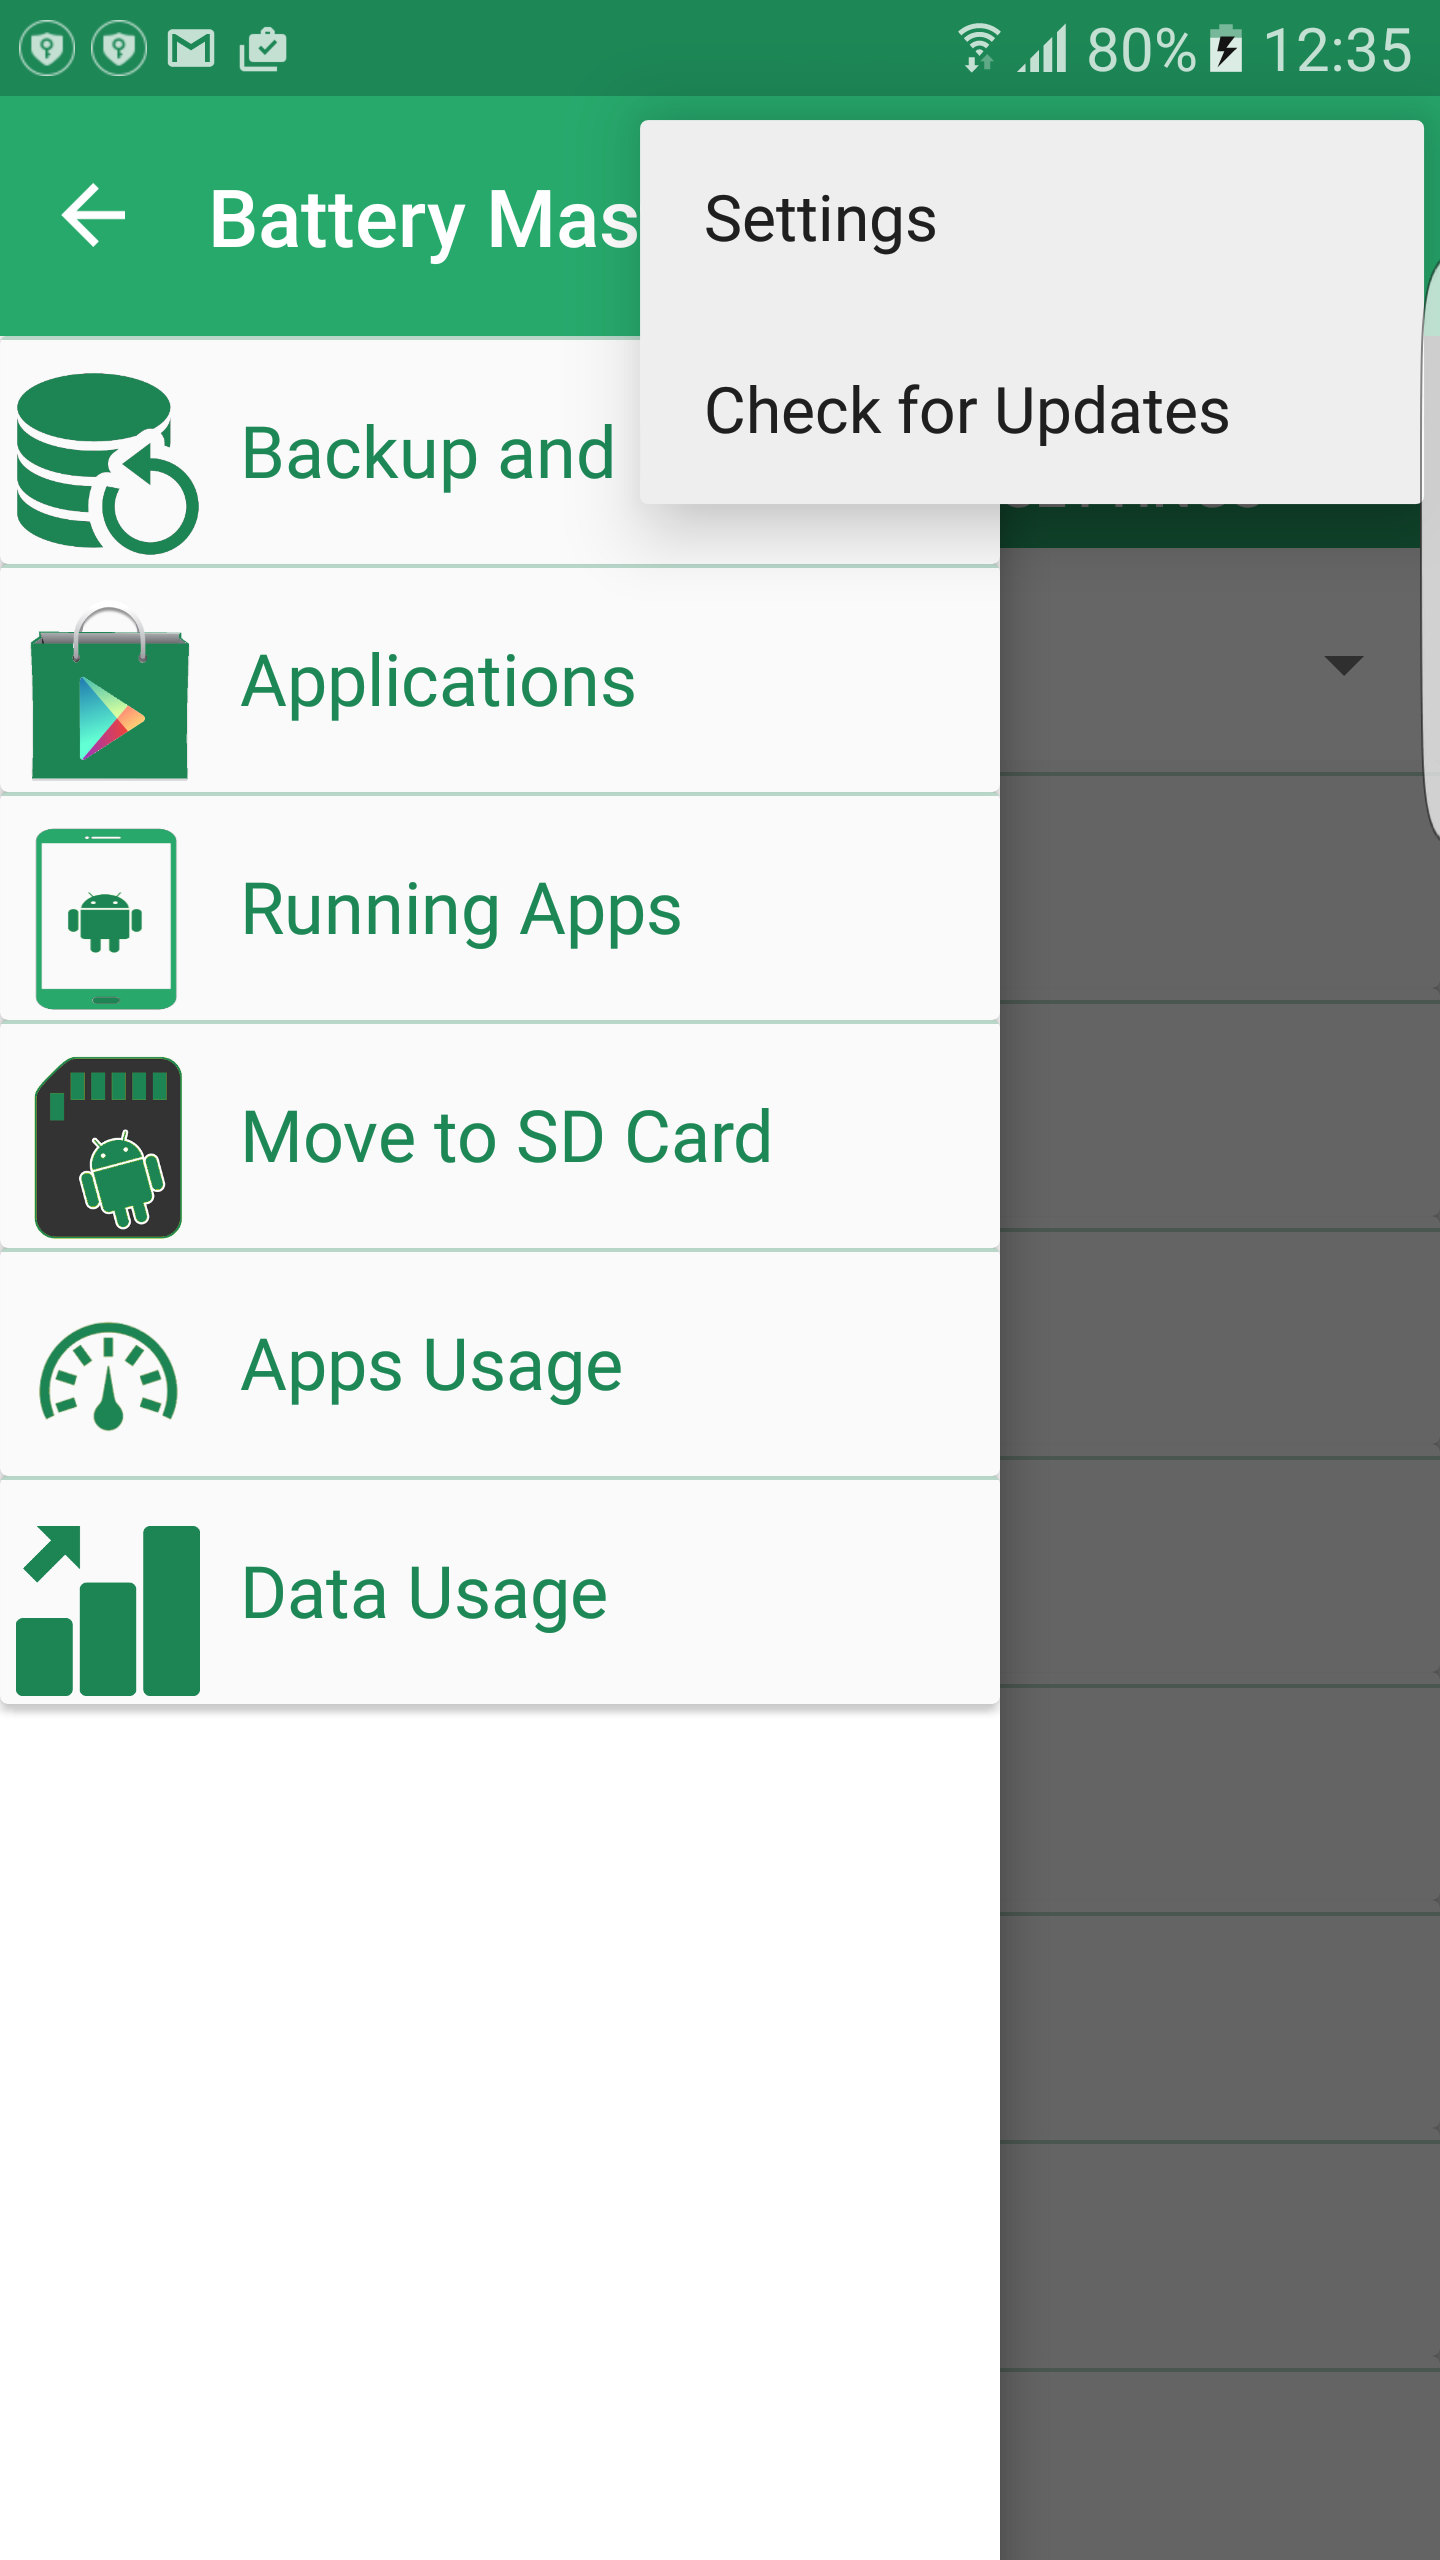 80% 12:35
Battery Mas
Settings
Check for Updates
Backup and
Applications
Running Apps
Move to SD Card
Apps Usage
Data Usage